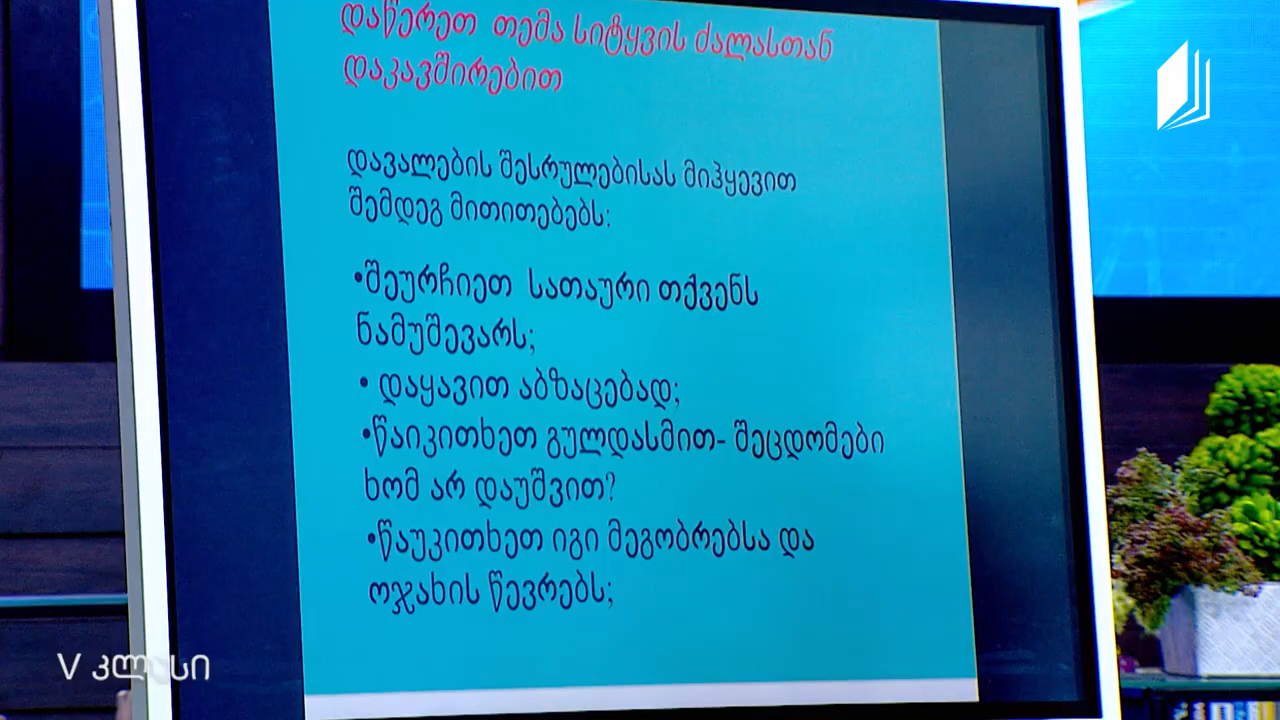 დაწერეთ თემა სიტყვის ძალასთან
დაკავშირებით
დავალების შესრულებისას მიჰყევით
შემდეგ მითითებებს:
•შეურჩიეთ სათაური თქვენს
ნამუშევარს;
• დაყავით აბზაცებად;
•წაიკითხეთ გულდასმით- შეცდომები
ხომ არ დაუშვით?
•წაუკითხეთ იგი მეგობრებსა და
ოჯახის წევრებს;
V კლასი